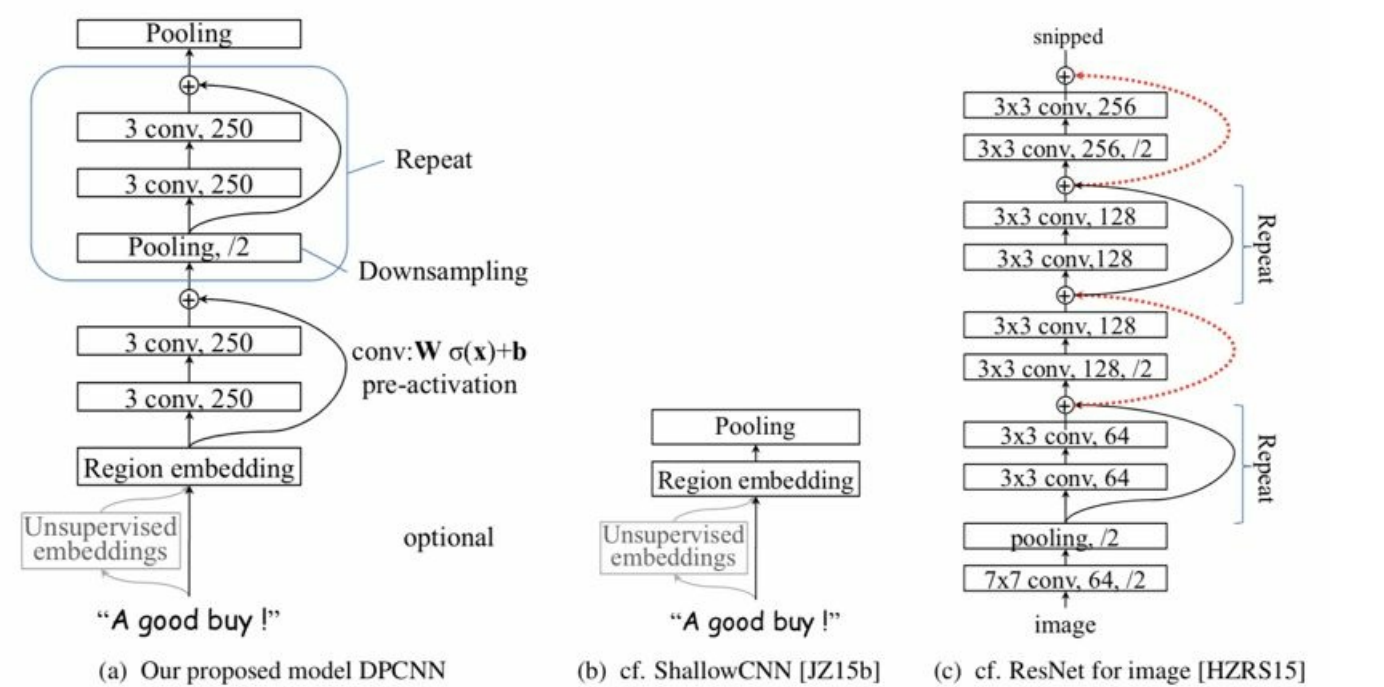 Pooling
3 conv, 250
3 conv, 250
Repeat
Pooling, /2
Downsampling
3 conv, 250
conv:W σ(x)+b
pre-activation
3 conv, 250
Region embedding
Unsupervised
embeddings
optional
“A good buy !”
(a) Our proposed model DPCNN
Pooling
Region embedding
Unsupervised
embeddings
“A good buy !”
(b) cf. ShallowCNN [JZ15b]
snipped
3x3 conv, 256
3x3 conv, 256, /2
3x3 conv, 128
Repeat
3x3 conv,128
3x3 conv, 128
3x3 conv, 128, /2
3x3 conv, 64
Repeat
3x3 conv, 64
pooling, /2
7x7 conv, 64, /2
image
(c) cf. ResNet for image [HZRS15]